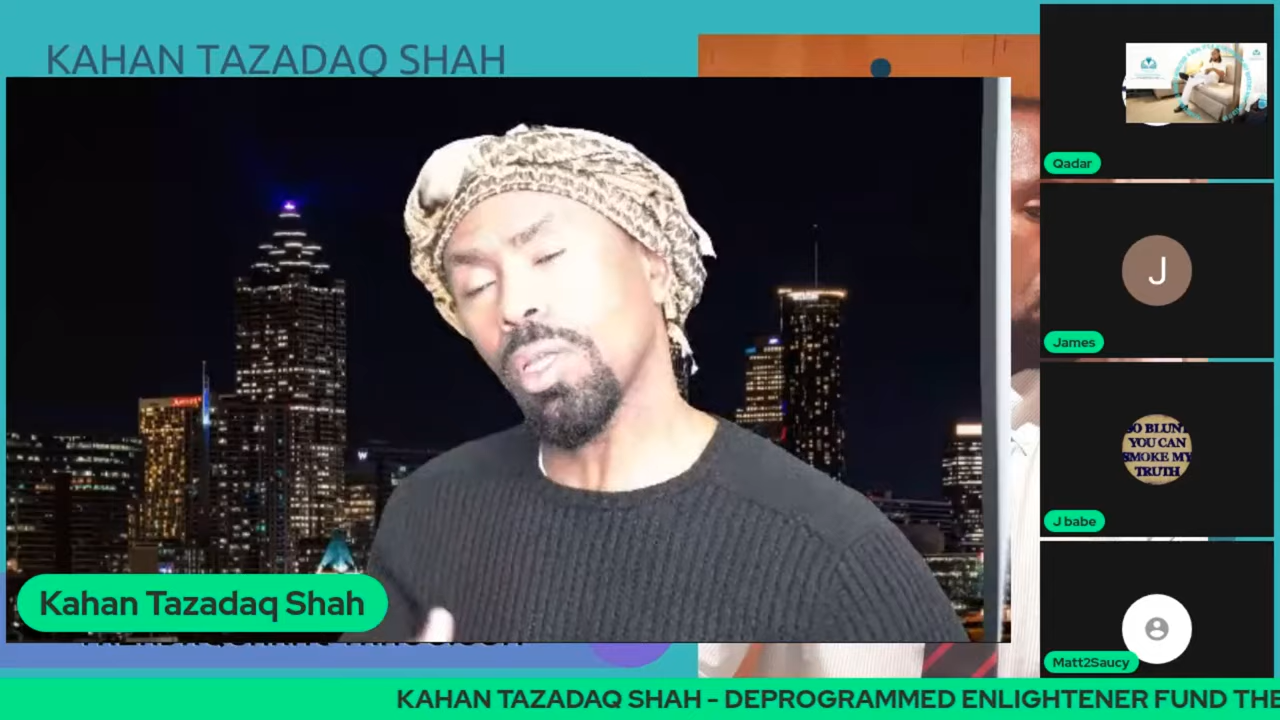 KAHAN TAZADAQ SHAH
Qadar
J
James
SO BLUNT
YOU CAN
SMOKE MY
TRUTH
J babe
Kahan Tazadaq Shah
Matt2Saucy
KAHAN TAZADAQ SHAH - DEPROGRAMMED ENLIGHTENER FUND THE